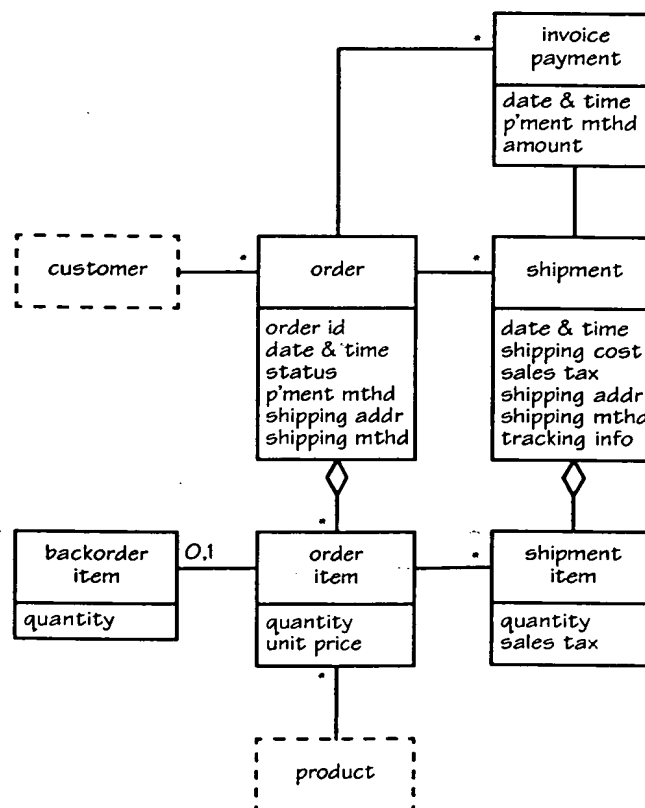 *
invoice
payment
date & time
p'ment mthd
amount
customer
*
order
*
shipment
order id
date & time
status
p'ment mthd
shipping addr
shipping mthd
date & time
shipping cost
sales tax
shipping addr
shipping mthd
tracking info
backorder
item
0,1
*
order
item
*
shipment
item
quantity
quantity
unit price
quantity
sales tax
*
product